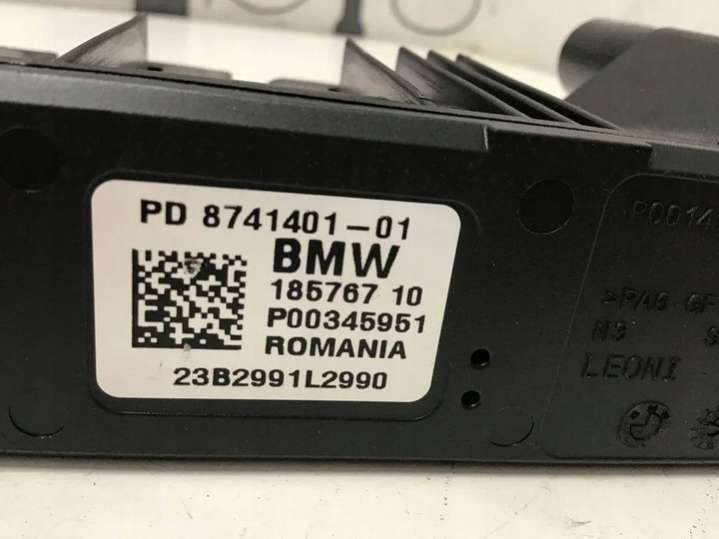 PD 8741401-01
BMW
185767 10
P00345951
ROMANIA
23B2991L2990
LEONI